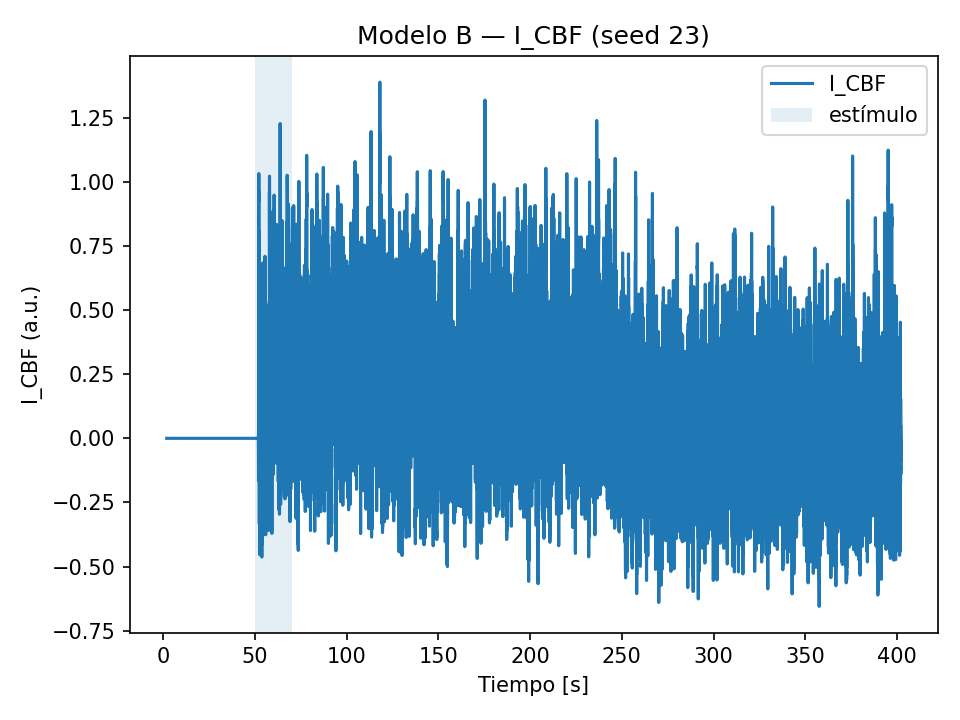 Modelo B — I_CBF (seed 23)
I_CBF
estímulo
I_CBF (a.u.)
1.25
1.00
0.75
0.50
0.25
0.00
−0.25
−0.50
−0.75
0 50 100 150 200 250 300 350 400
Tiempo [s]